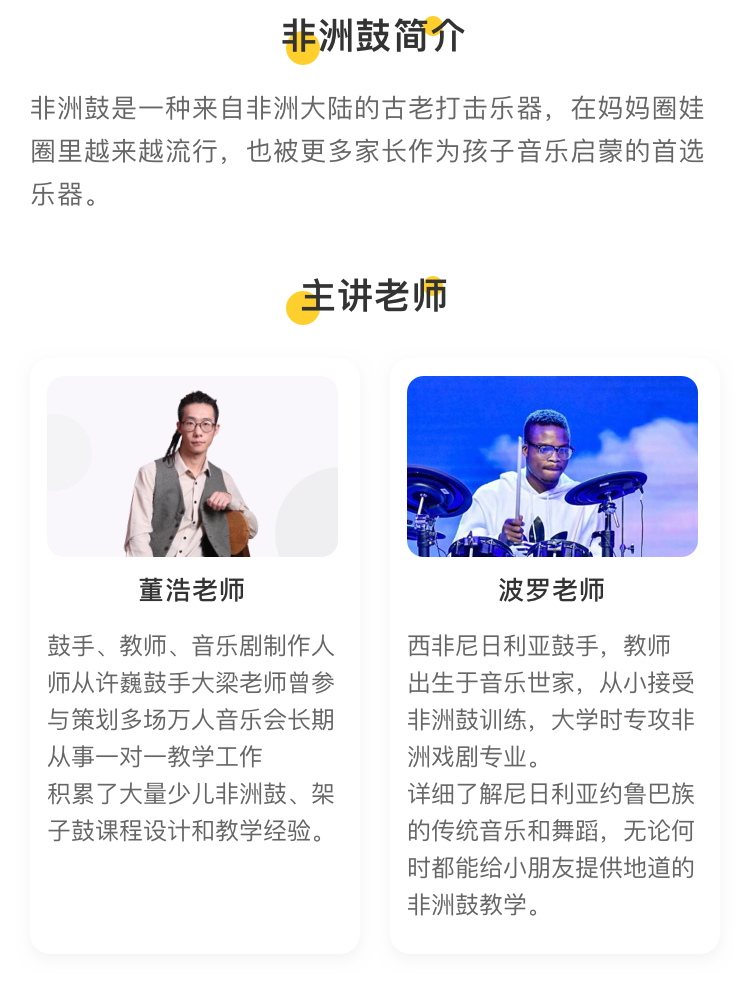 非洲鼓简介
非洲鼓是一种来自非洲大陆的古老打击乐器，在妈妈圈娃
圈里越来越流行，也被更多家长作为孩子音乐启蒙的首选
乐器。
主讲老师
董浩老师
鼓手、教师、音乐剧制作人
师从许巍鼓手大梁老师曾参
与策划多场万人音乐会长期
从事一对一教学工作
积累了大量少儿非洲鼓、架
子鼓课程设计和教学经验。
波罗老师
西非尼日利亚鼓手，教师
出生于音乐世家，从小接受
非洲鼓训练，大学时专攻非
洲戏剧专业。
详细了解尼日利亚约鲁巴族
的传统音乐和舞蹈，无论何
时都能给小朋友提供地道的
非洲鼓教学。